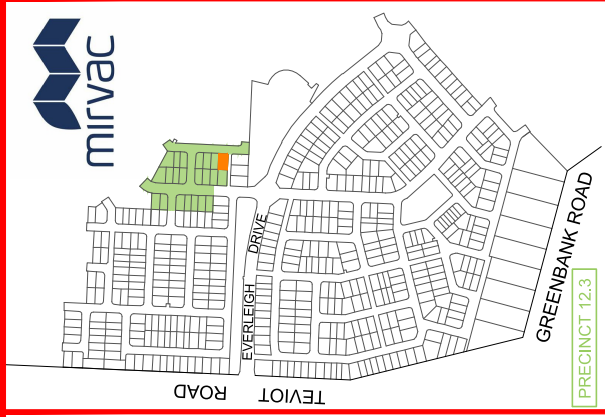 mirvac
EVERLEIGH DRIVE
GREENBANK ROAD
TEVIOT ROAD
PRECINCT 12.3